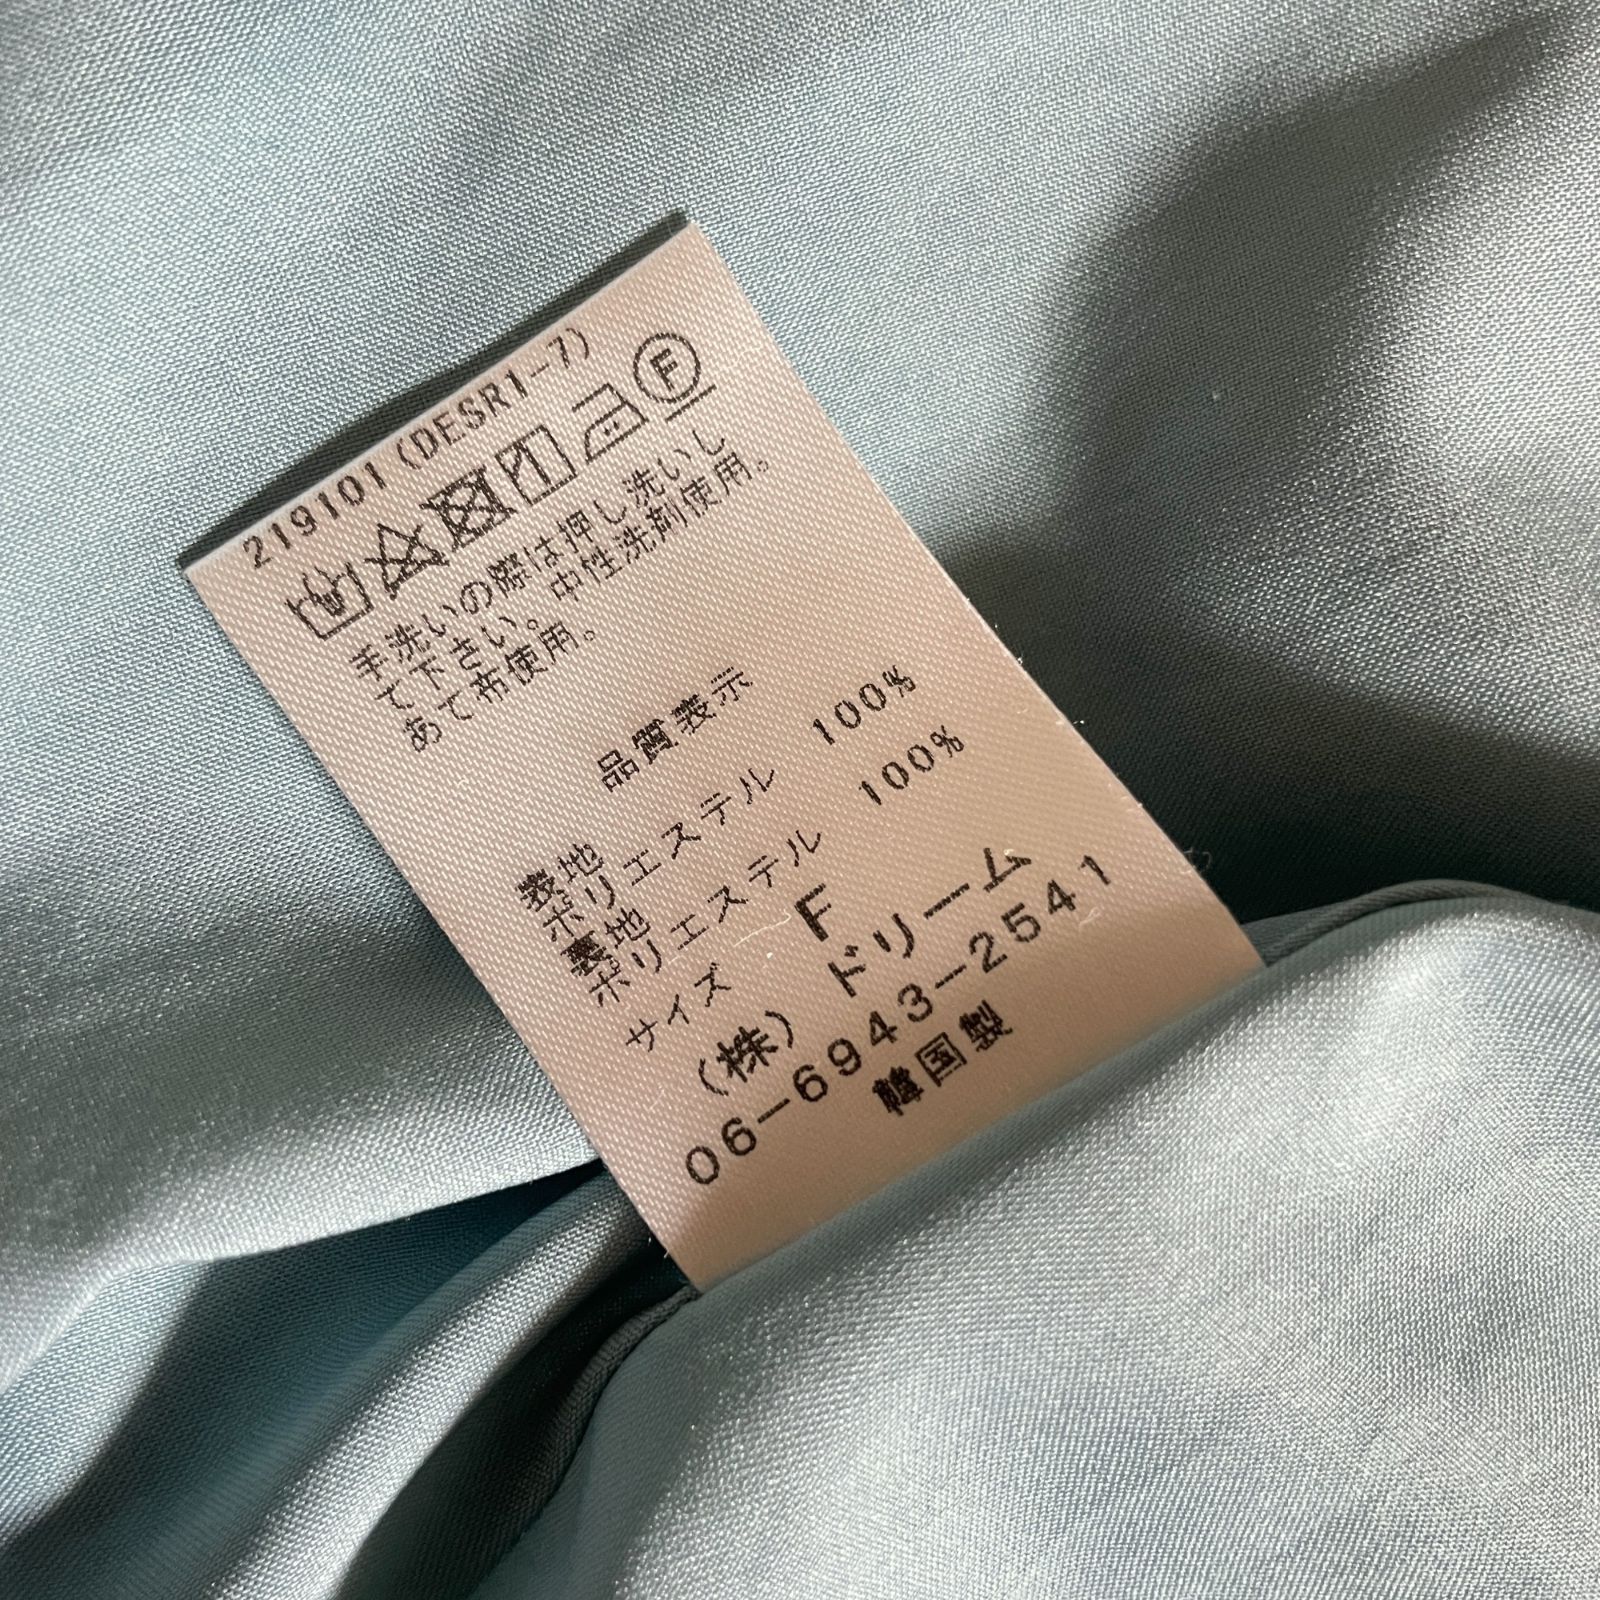 219101(DESR1-7)
F
手洗いの際は押し洗いし
て下さい。中性洗剤使用。
あて布使用。
品質表示
表地
ポリエステル 100%
裏地
ポリエステル 100%
サイズ F
(株) ドリーム
06-6943-2541
韓国製